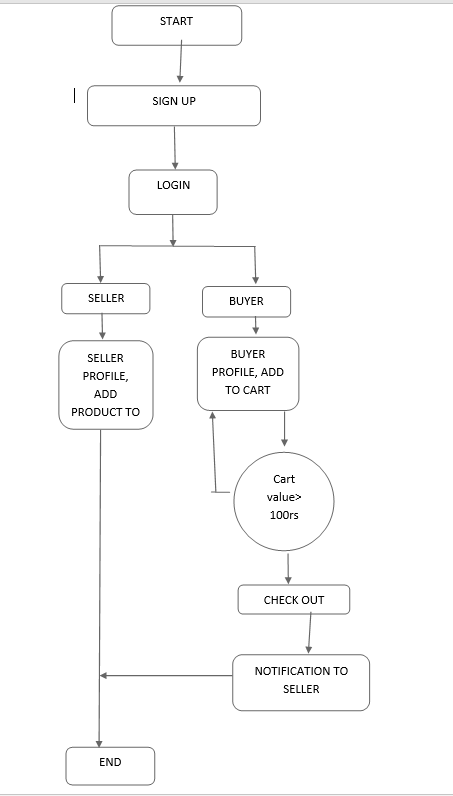 START
SIGN UP
LOGIN
SELLER
BUYER
SELLER
PROFILE,
ADD
PRODUCT TO
BUYER
PROFILE, ADD
TO CART
Cart
value>
100rs
CHECK OUT
NOTIFICATION TO
SELLER
END